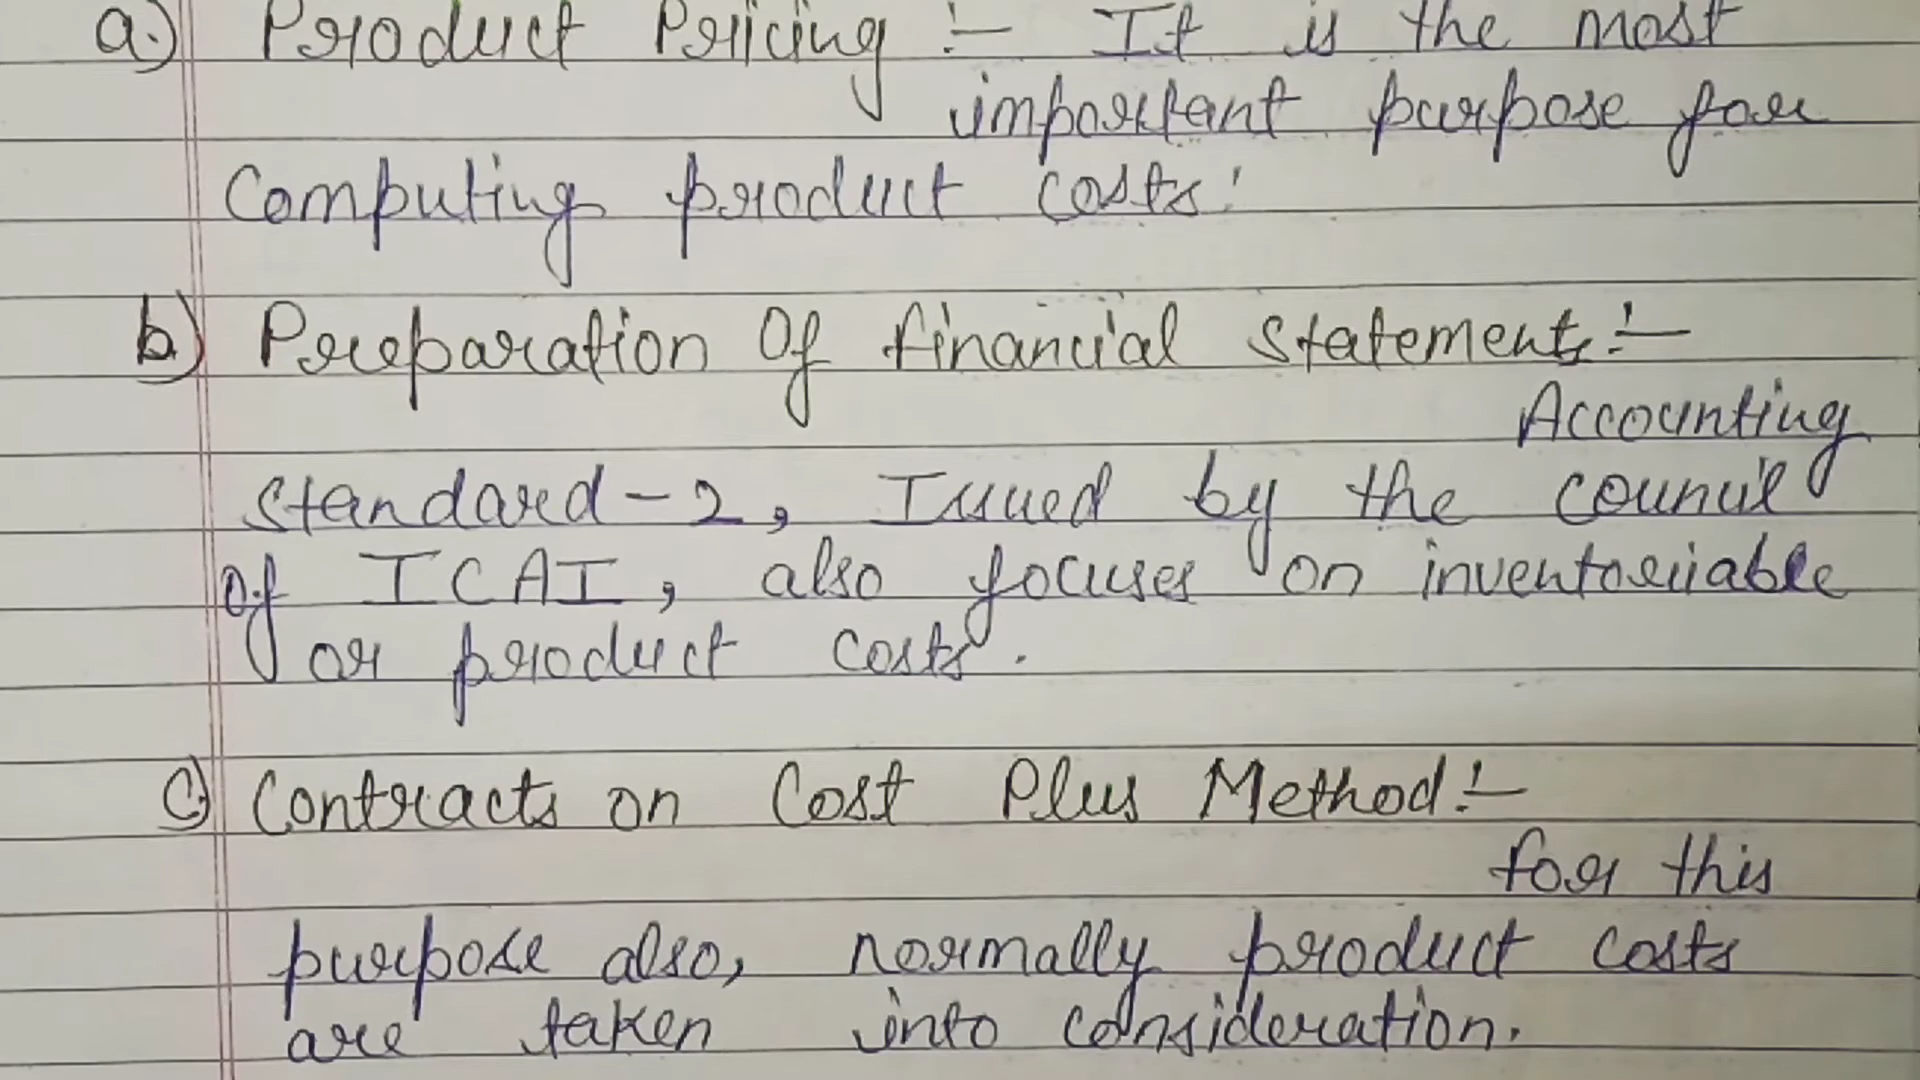 a.) Product Pricing :- It is the most
important purpose for
Computing product costs.
b.) Preparation Of financial statements :-
Accounting
standard - 2, Issued by the council
of ICAI, also focuses on inventoriable
or product costs.
c.) Contracts on Cost Plus Method :-
for this
purpose also, normally product costs
are taken into consideration.